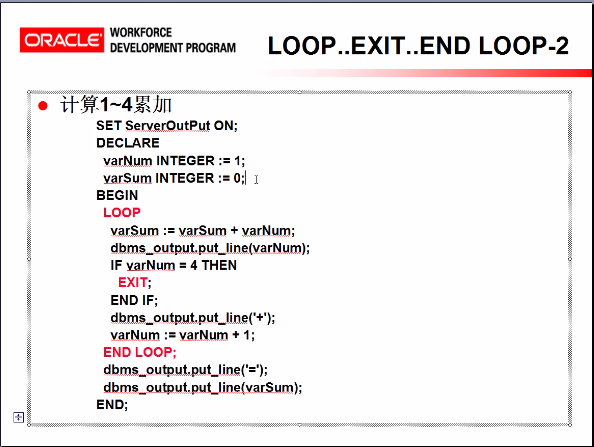 ORACLE
WORKFORCE
DEVELOPMENT PROGRAM
LOOP..EXIT..END LOOP-2
计算1~4累加
SET ServerOutPut ON;
DECLARE
varNum INTEGER := 1;
varSum INTEGER := 0;
BEGIN
LOOP
varSum := varSum + varNum;
dbms_output.put_line(varNum);
IF varNum = 4 THEN
EXIT;
END IF;
dbms_output.put_line('+');
varNum := varNum + 1;
END LOOP;
dbms_output.put_line('=');
dbms_output.put_line(varSum);
END;